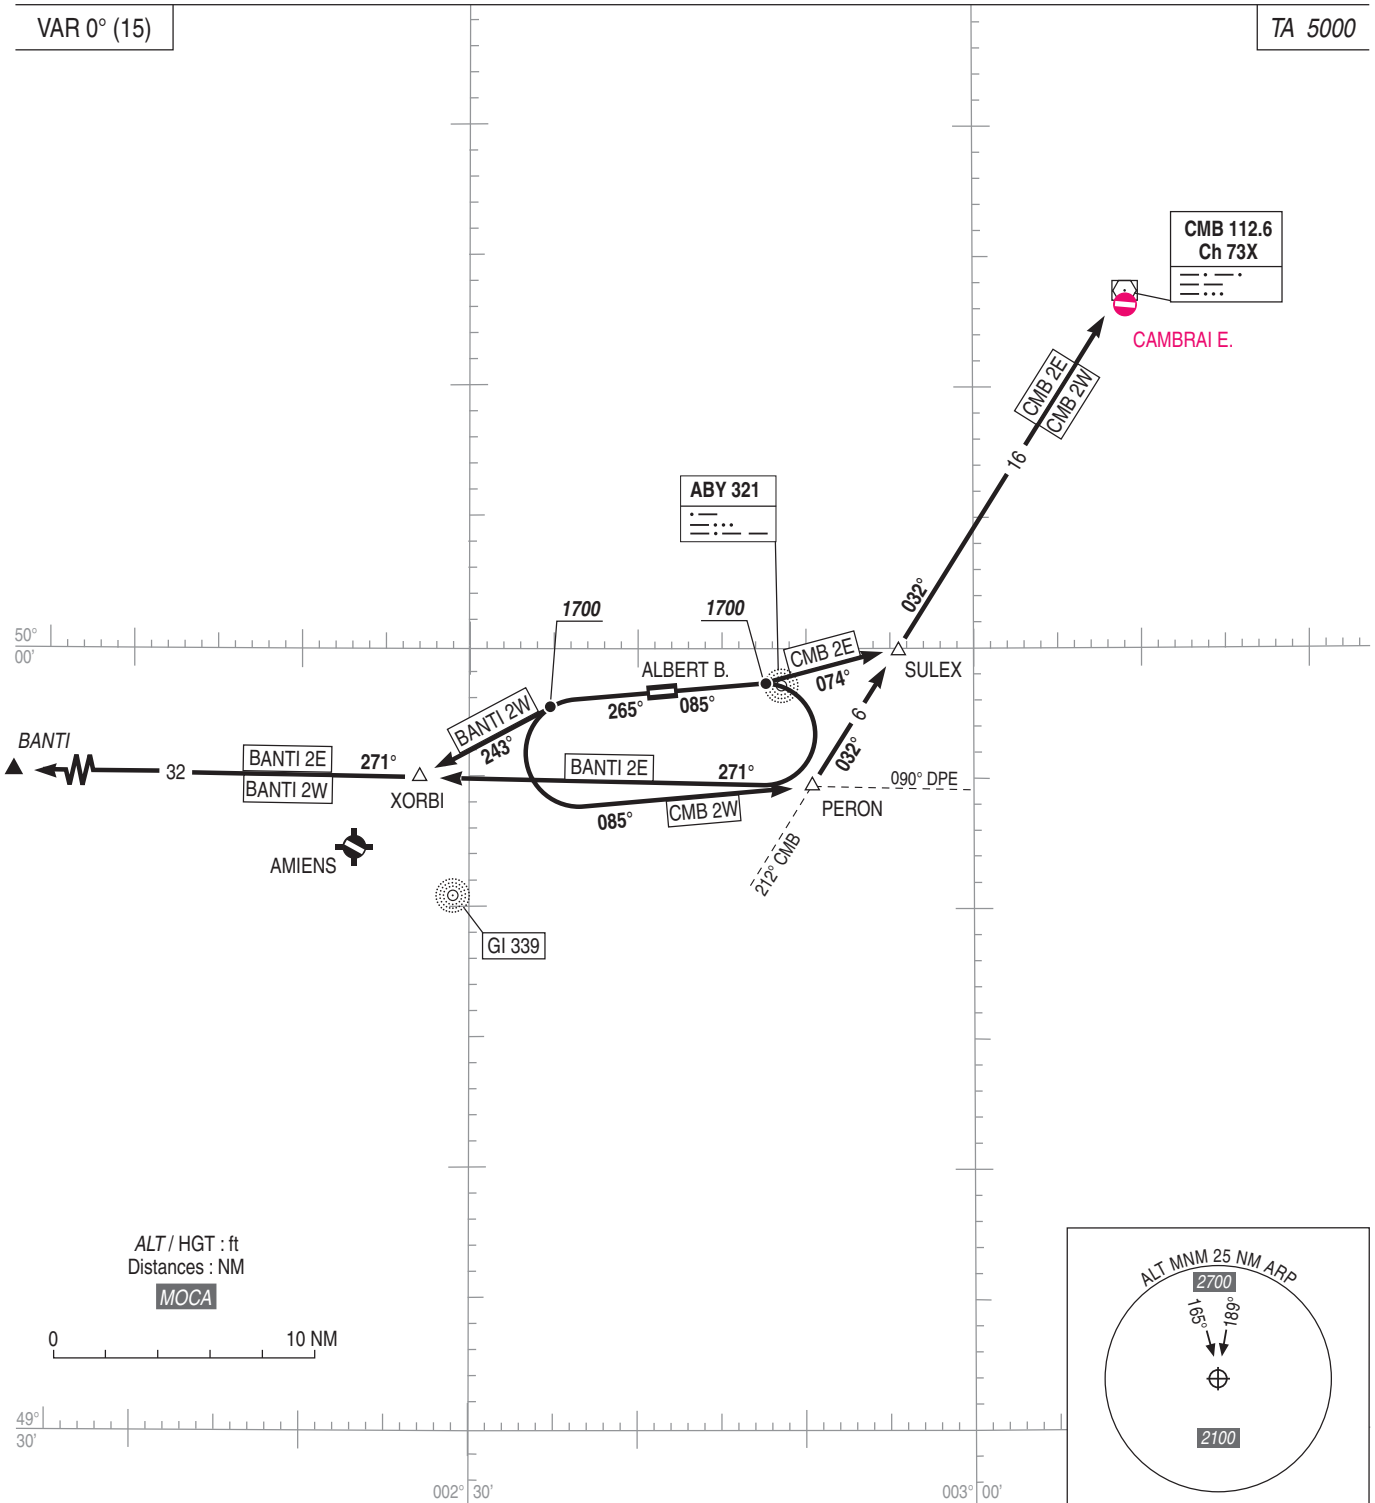 VAR 0° (15)
TA 5000
CMB 112.6
Ch 73X
CAMBRAI E.
CMB 2E
CMB 2W
16
ABY 321
032°
1700
1700
50°
00'
ALBERT B.
CMB 2E
074°
SULEX
265°
085°
BANTI 2W
243°
6
032°
BANTI
32
BANTI 2E
BANTI 2W
271°
XORBI
BANTI 2E
271°
090° DPE
PERON
085°
CMB 2W
212° CMB
AMIENS
GI 339
ALT / HGT : ft
Distances : NM
MOCA
0
10 NM
ALT MNM 25 NM ARP
2700
165°
189°
2100
49°
30'
002° 30'
003° 00'